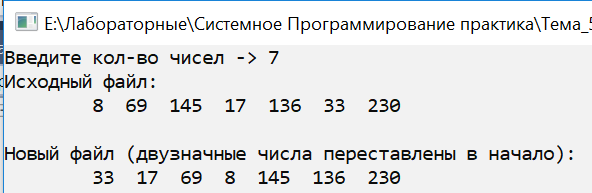 E:\Лабораторные\Системное Программирование практика\Тема_5
Введите кол-во чисел -> 7
Исходный файл:
8 69 145 17 136 33 230
Новый файл (двузначные числа переставлены в начало):
33 17 69 8 145 136 230